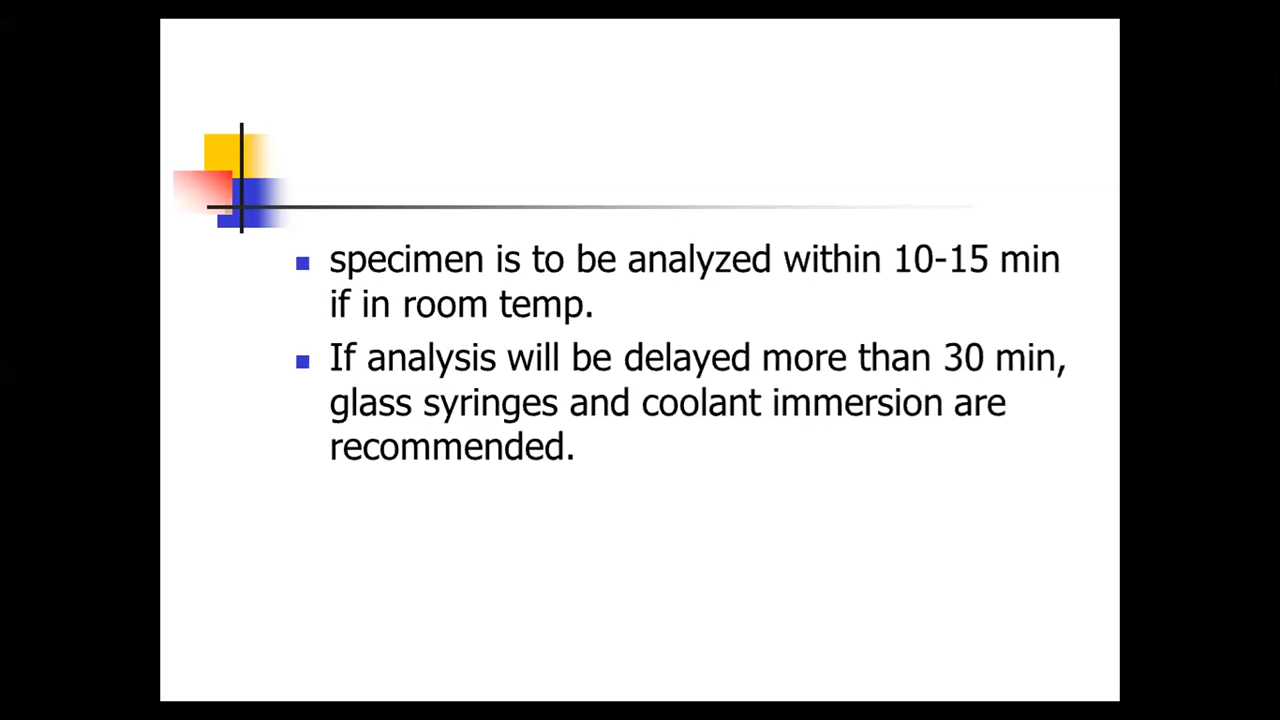 specimen is to be analyzed within 10-15 min
if in room temp.
If analysis will be delayed more than 30 min,
glass syringes and coolant immersion are
recommended.